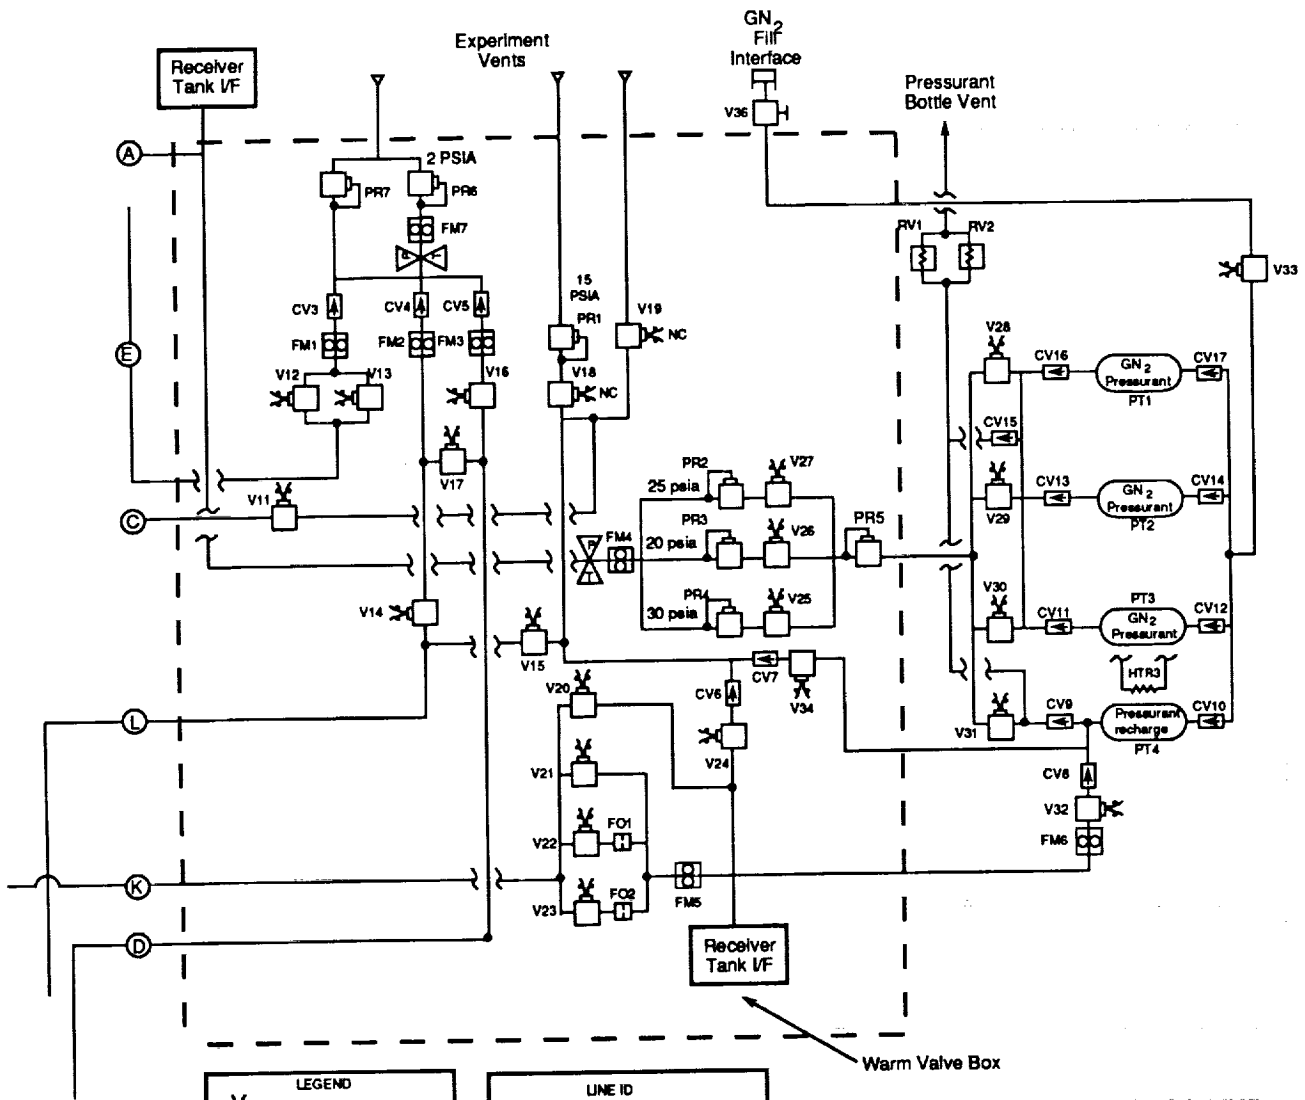 GN2
Fill
Interface
Experiment
Vents
Receiver
Tank I/F
Pressurant
Bottle Vent
V36
A
2 PSIA
PR7
PR6
FM7
P
T
RV1
RV2
V33
15
PSIA
CV3
CV4
CV5
PR1
V19
NC
FM1
FM2
FM3
V28
E
V12
V13
V16
V18
NC
CV16
GN2
Pressurant
PT1
CV17
CV15
V17
PR2
V27
25 psia
V11
CV13
GN2
Pressurant
PT2
CV14
V29
C
PR3
V26
PR5
FM4
20 psia
P
T
V30
PT3
PR4
V25
30 psia
CV11
GN2
Pressurant
CV12
V14
V15
HTR3
CV7
V34
V20
CV6
L
V31
CV9
Pressurant
recharge
PT4
CV10
V24
V21
CV8
V32
FO1
V22
FM6
K
FO2
V23
FM5
D
Receiver
Tank I/F
Warm Valve Box
LEGEND
LINE ID